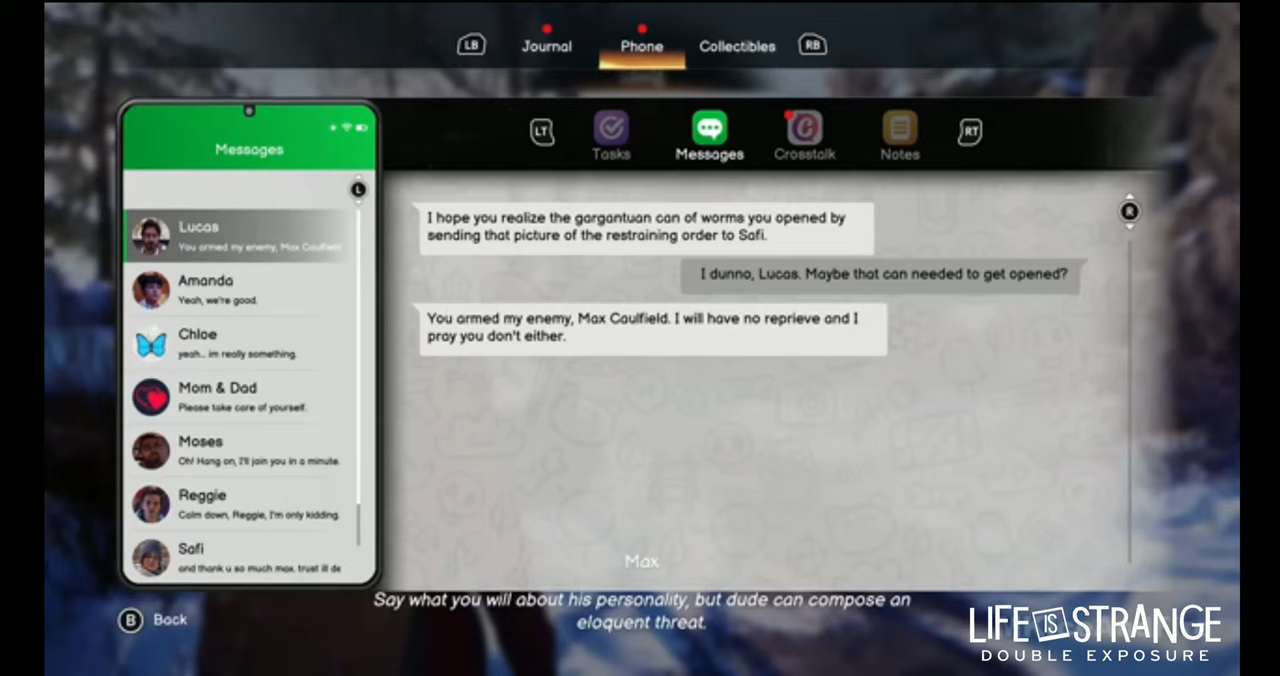 LB Journal Phone Collectibles RB
LT Tasks Messages Crosstalk Notes RT
Messages
L
R
Lucas
You armed my enemy, Max Caulfield
Amanda
Yeah, we're good.
Chloe
yeah... im really something.
Mom & Dad
Please take care of yourself.
Moses
Oh! Hang on, I'll join you in a minute.
Reggie
Calm down, Reggie, I'm only kidding.
Safi
and thank u so much max. trust ill de
I hope you realize the gargantuan can of worms you opened by
sending that picture of the restraining order to Safi.
I dunno, Lucas. Maybe that can needed to get opened?
You armed my enemy, Max Caulfield. I will have no reprieve and I
pray you don't either.
Max
Say what you will about his personality, but dude can compose an
eloquent threat.
B Back
LIFE IS STRANGE
DOUBLE EXPOSURE